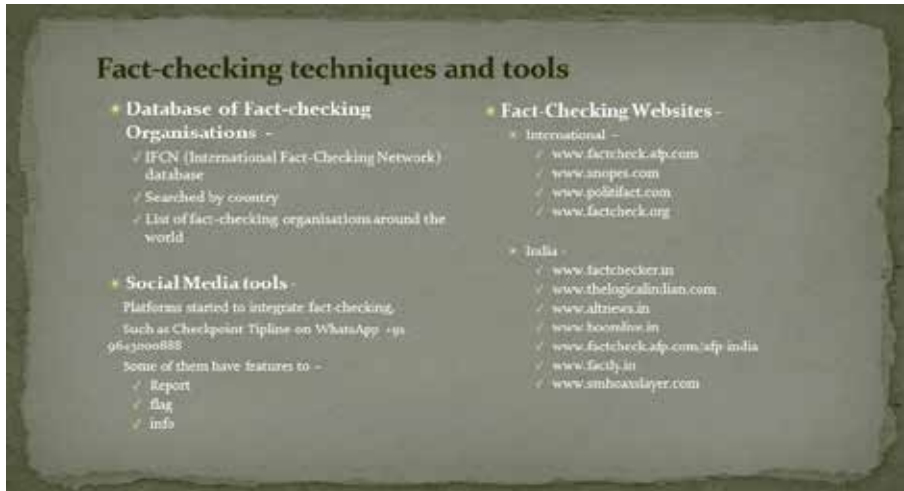 Fact-checking techniques and tools
Database of Fact-checking
Organisations -
IFCN (International Fact-Checking Network)
database
Searched by country
List of fact-checking organisations around the
world
Social Media tools -
Platforms started to integrate fact-checking,
Such as Checkpoint Tipline on WhatsApp +91
9643000888
Some of them have features to -
Report
flag
info
Fact-Checking Websites -
International -
www.factcheck.afp.com
www.snopes.com
www.politifact.com
www.factcheck.org
India -
www.factchecker.in
www.thelogicalindian.com
www.altnews.in
www.boomlive.in
www.factcheck.afp.com/afp-india
www.factly.in
www.smhoaxslayer.com